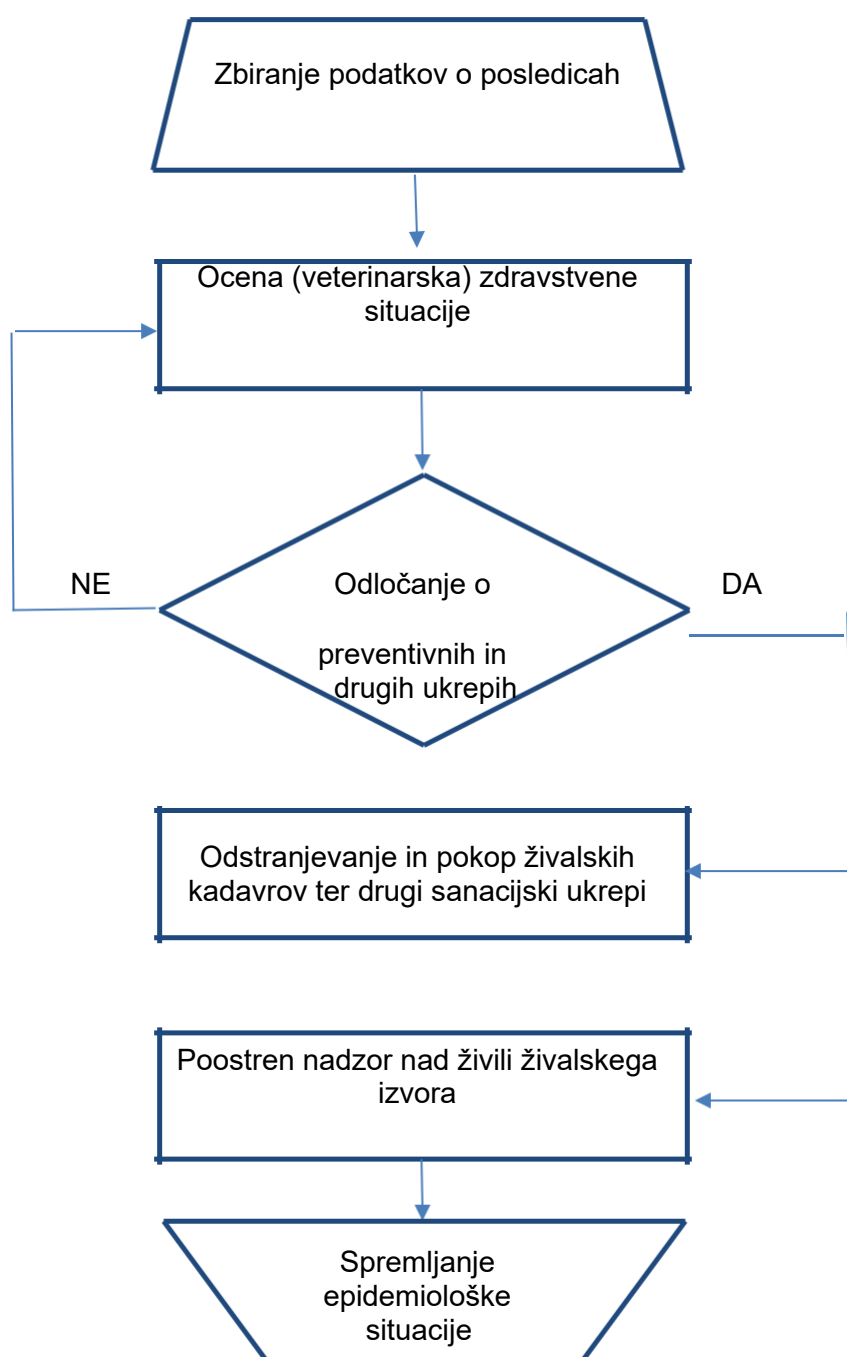 Zbiranje podatkov o posledicah
Ocena (veterinarska) zdravstvene
situacije
NE
Odločanje o
DA
preventivnih in
drugih ukrepih
Odstranjevanje in pokop živalskih
kadavrov ter drugi sanacijski ukrepi
Poostren nadzor nad živili živalskega
izvora
Spremljanje
epidemiološke
situacije